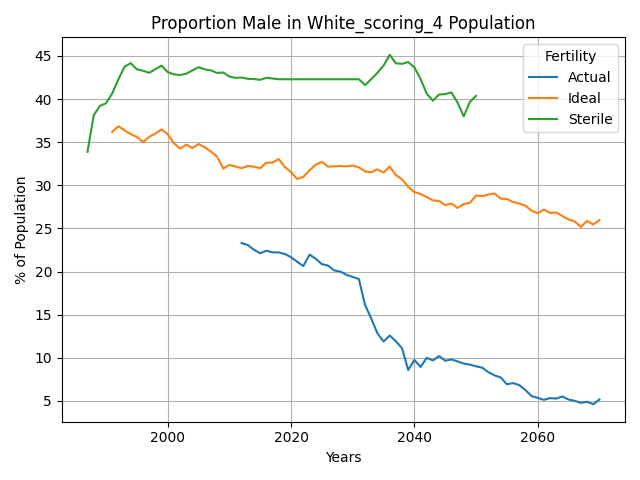 Proportion Male in White_scoring_4 Population
% of Population
45
40
35
30
25
20
15
10
5
Fertility
Actual
Ideal
Sterile
2000 2020 2040 2060
Years